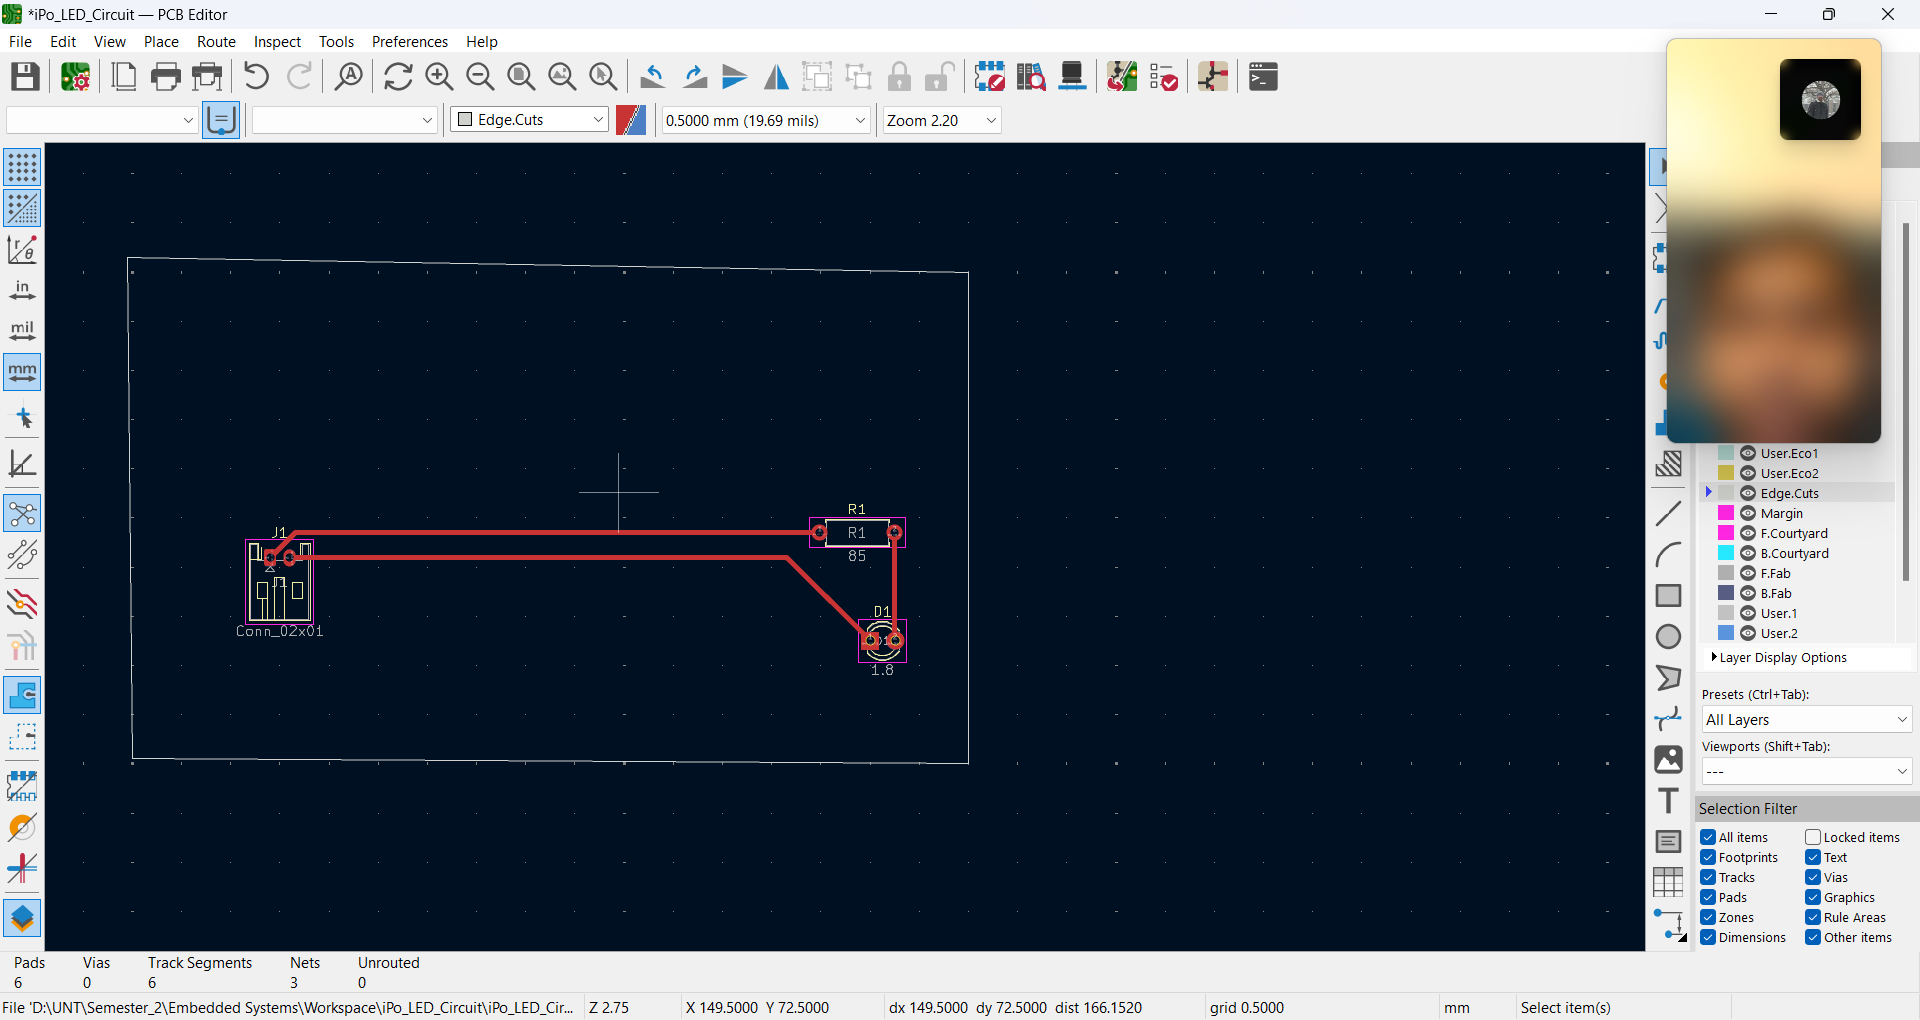 *iPo_LED_Circuit — PCB Editor
File Edit View Place Route Inspect Tools Preferences Help
Edge.Cuts
0.5000 mm (19.69 mils)
Zoom 2.20
in
mil
mm
R1
R1
85
J1
J1
Conn_02x01
D1
1.8
User.Eco1
User.Eco2
Edge.Cuts
Margin
F.Courtyard
B.Courtyard
F.Fab
B.Fab
User.1
User.2
Layer Display Options
Presets (Ctrl+Tab):
All Layers
Viewports (Shift+Tab):
---
Selection Filter
All items Locked items
Footprints Text
Tracks Vias
Pads Graphics
Zones Rule Areas
Dimensions Other items
Pads Vias Track Segments Nets Unrouted
6 0 6 3 0
File 'D:\UNT\Semester_2\Embedded Systems\Workspace\iPo_LED_Circuit\iPo_LED_Cir... Z 2.75 X 149.5000 Y 72.5000 dx 149.5000 dy 72.5000 dist 166.1520 grid 0.5000 mm Select item(s)